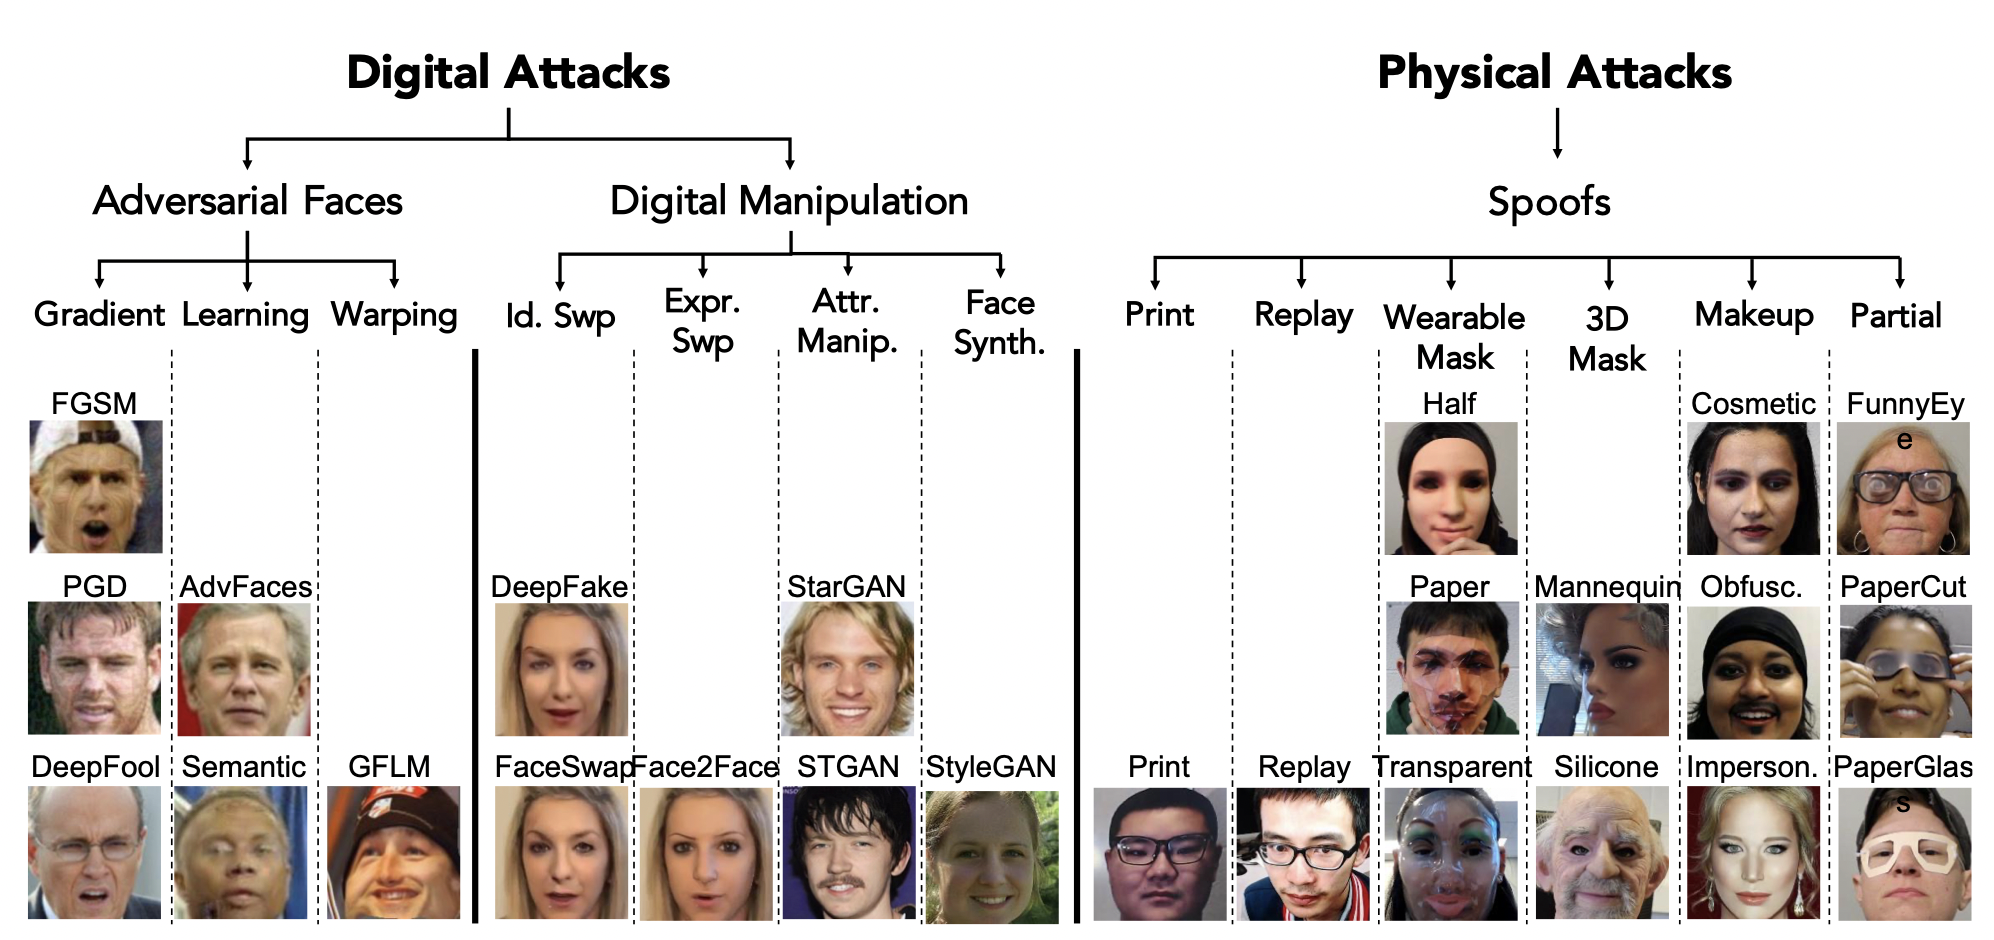 Digital Attacks
Physical Attacks
Adversarial Faces
Digital Manipulation
Spoofs
Gradient
Learning
Warping
Id. Swp
Expr.
Swp
Attr.
Manip.
Face
Synth.
Print
Replay
Wearable
Mask
3D
Mask
Makeup
Partial
FGSM
Half
Cosmetic
FunnyEy
e
PGD
AdvFaces
DeepFake
StarGAN
Paper
Mannequin
Obfusc.
PaperCut
DeepFool
Semantic
GFLM
FaceSwap
Face2Face
STGAN
StyleGAN
Print
Replay
Transparent
Silicone
Imperson.
PaperGlas
s